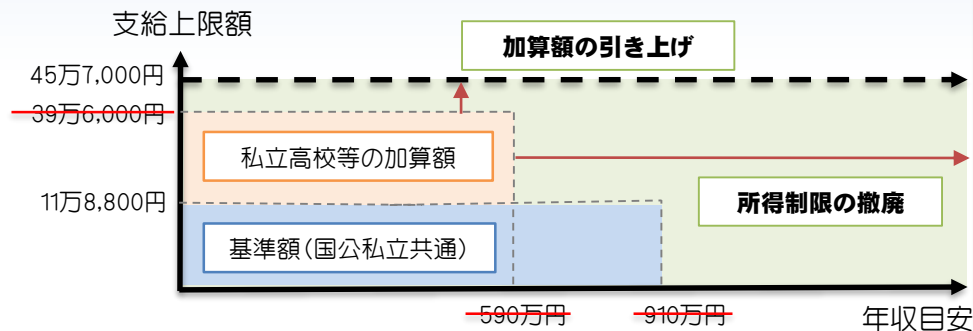 支給上限額
加算額の引き上げ
45万7,000円
39万6,000円
私立高校等の加算額
11万8,800円
所得制限の撤廃
基準額(国公私立共通)
590万円
910万円
年収目安